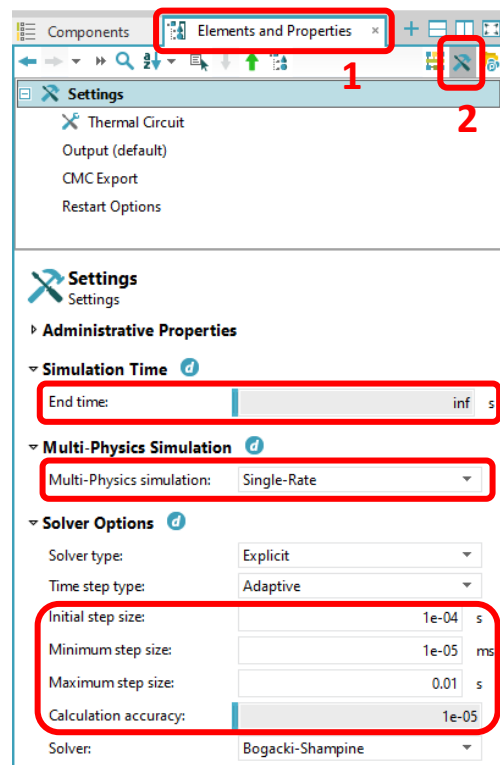 Components Elements and Properties ×
1
2
Settings
Thermal Circuit
Output (default)
CMC Export
Restart Options
Settings
Settings
Administrative Properties
Simulation Time d
End time: inf s
Multi-Physics Simulation d
Multi-Physics simulation: Single-Rate
Solver Options d
Solver type: Explicit
Time step type: Adaptive
Initial step size: 1e-04 s
Minimum step size: 1e-05 ms
Maximum step size: 0.01 s
Calculation accuracy: 1e-05
Solver: Bogacki-Shampine